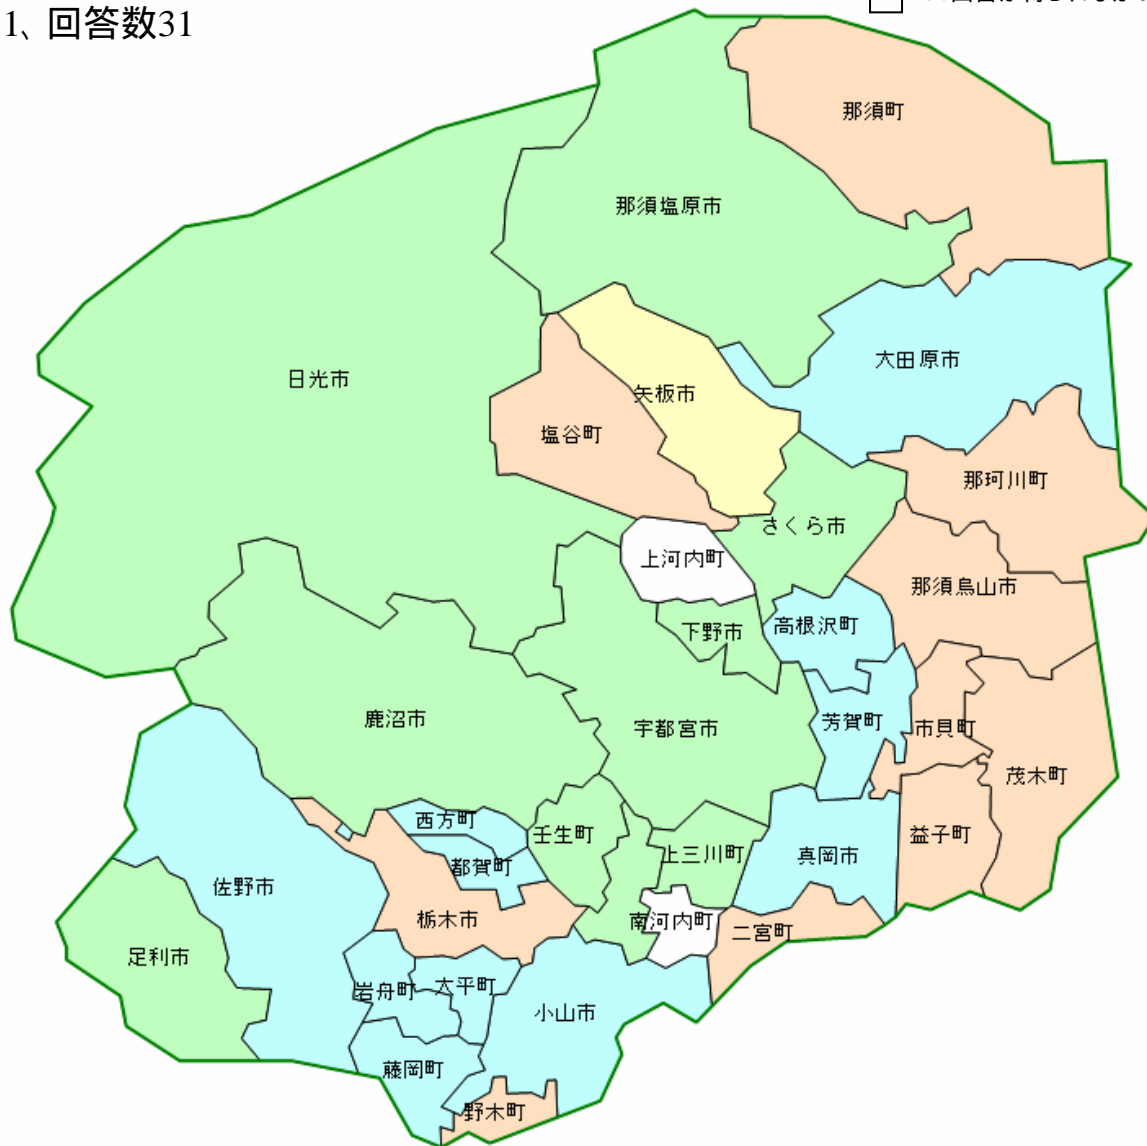 1、回答数31
那須町
那須塩原市
大田原市
日光市
矢板市
塩谷町
那珂川町
さくら市
上河内町
那須烏山市
高根沢町
下野市
鹿沼市
宇都宮市
芳賀町
市貝町
茂木町
西方町
壬生町
益子町
上三川町
真岡市
都賀町
佐野市
栃木市
南河内町
二宮町
足利市
岩舟町
大平町
小山市
藤岡町
野木町